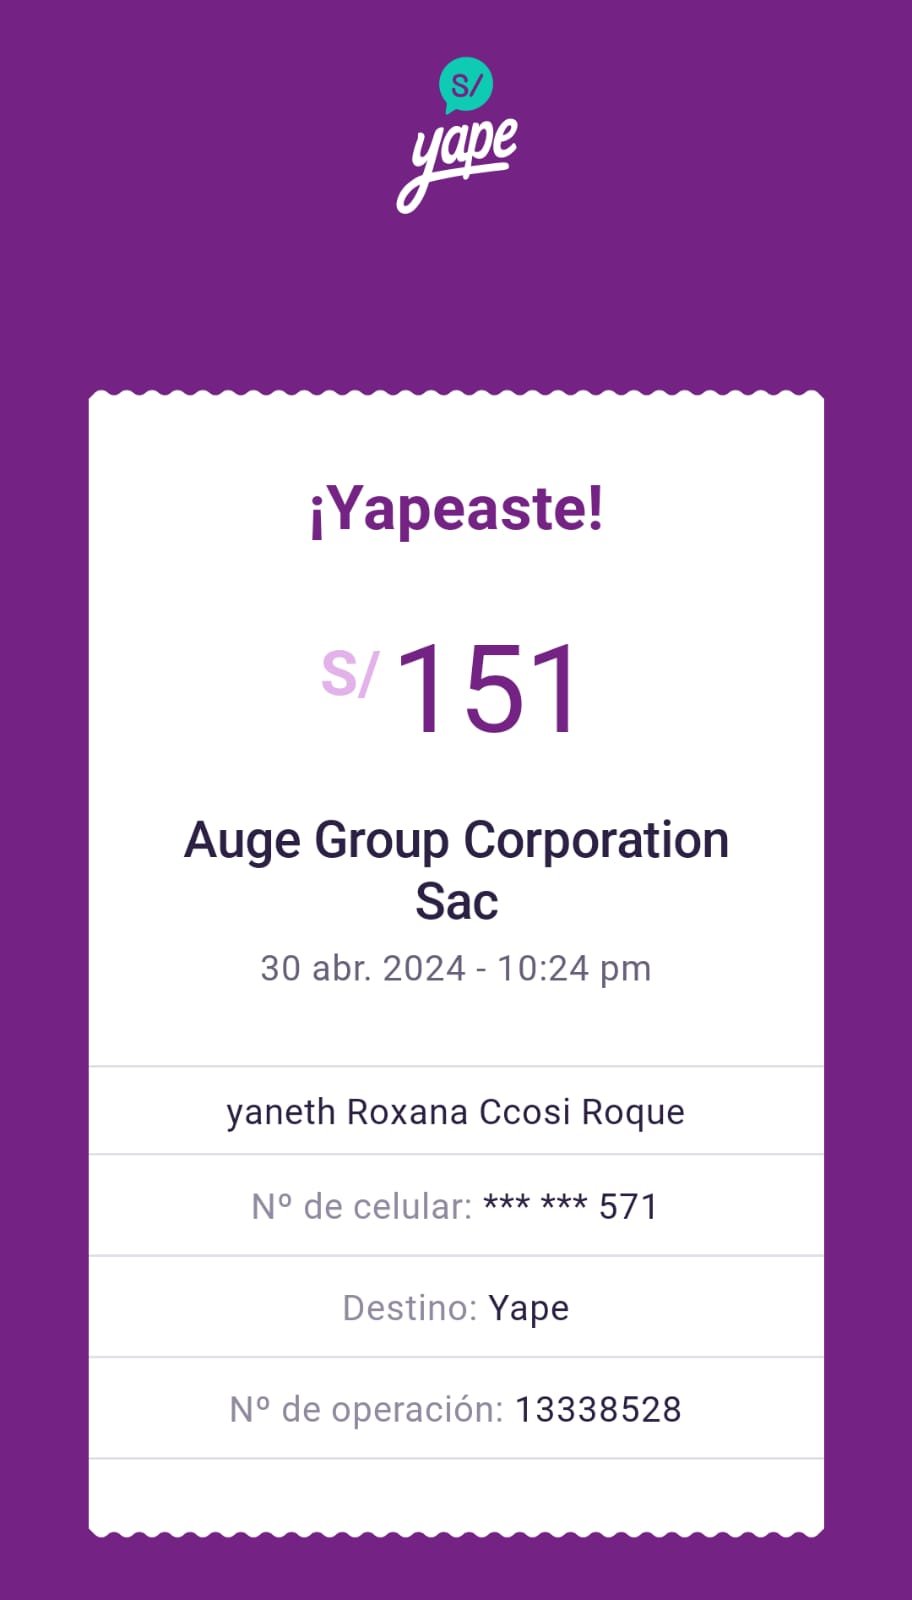 S/
yape
¡Yapeaste!
S/ 151
Auge Group Corporation
Sac
30 abr. 2024 - 10:24 pm
yaneth Roxana Ccosi Roque
Nº de celular: *** *** 571
Destino: Yape
Nº de operación: 13338528